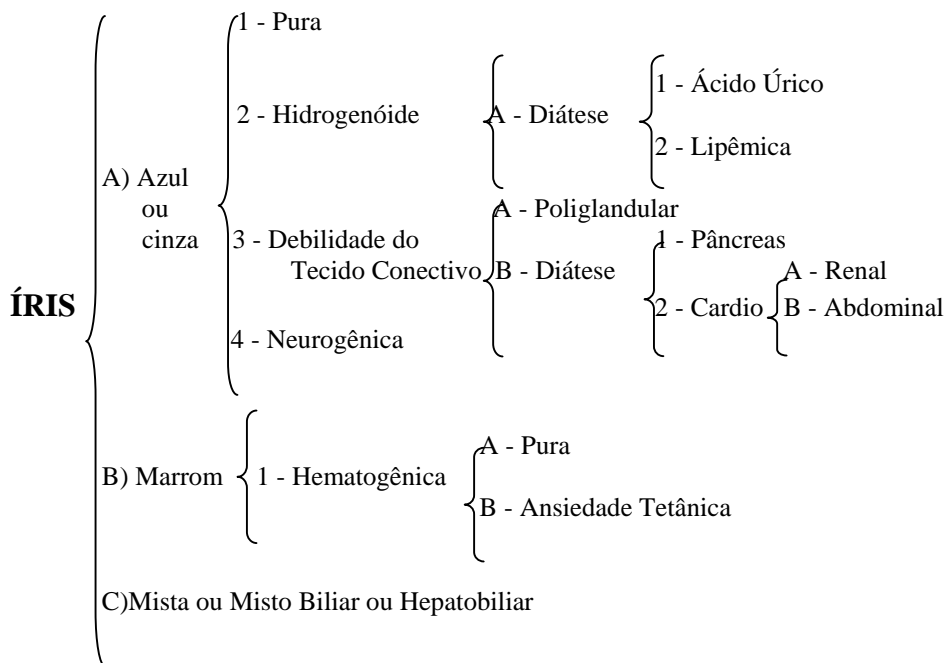 ÍRIS
A) Azul
ou
cinza
1 - Pura
2 - Hidrogenóide
A - Diátese
1 - Ácido Úrico
2 - Lipêmica
3 - Debilidade do
Tecido Conectivo
A - Poliglandular
B - Diátese
1 - Pâncreas
2 - Cardio
A - Renal
B - Abdominal
4 - Neurogênica
B) Marrom
1 - Hematogênica
A - Pura
B - Ansiedade Tetânica
C)Mista ou Misto Biliar ou Hepatobiliar